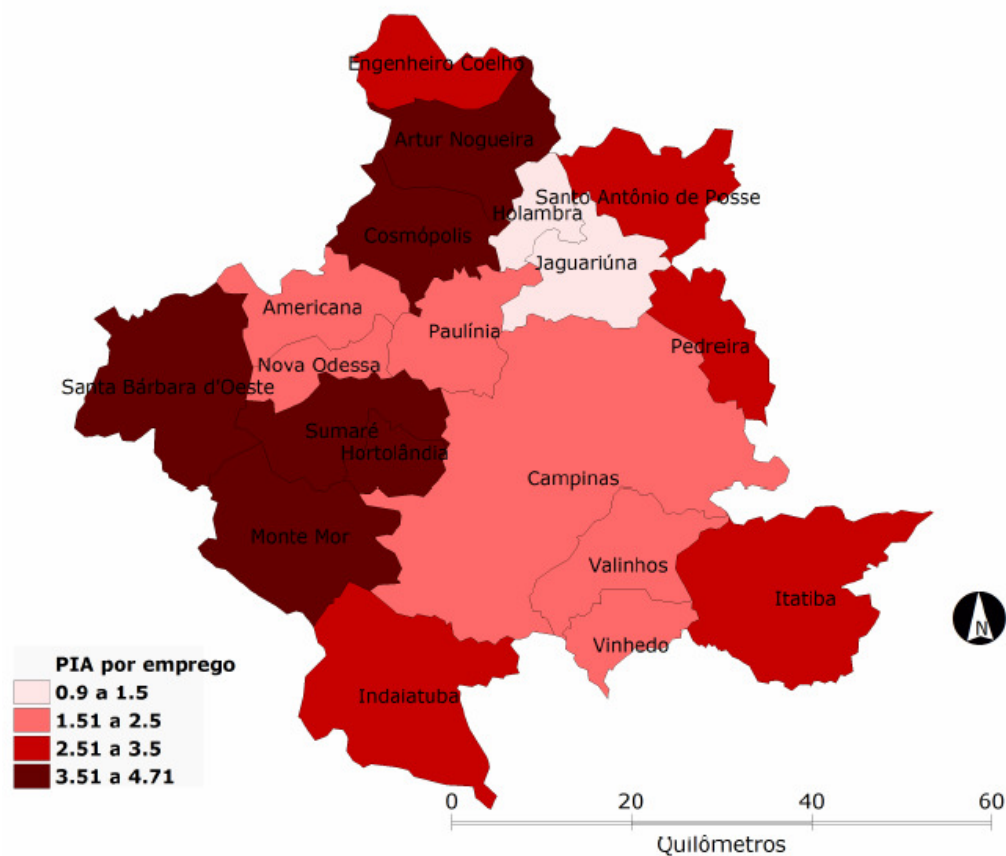 Engenheiro Coelho
Artur Nogueira
Santo Antônio de Posse
Holambra
Cosmópolis
Jaguariúna
Americana
Paulínia
Pedreira
Nova Odessa
Santa Bárbara d'Oeste
Sumaré
Hortolândia
Campinas
Monte Mor
Valinhos
Itatiba
Vinhedo
Indaiatuba
N
PIA por emprego
0.9 a 1.5
1.51 a 2.5
2.51 a 3.5
3.51 a 4.71
0 20 40 60
Quilômetros